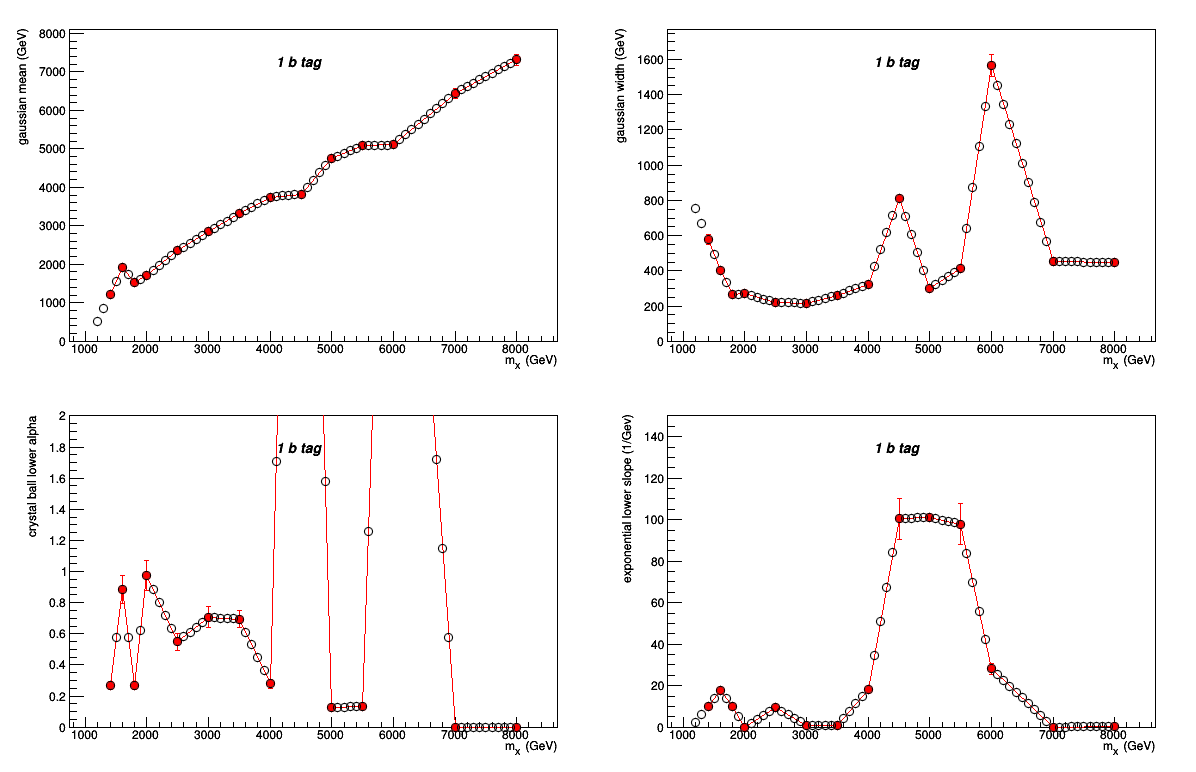 gaussian mean (GeV)
8000
7000
6000
5000
4000
3000
2000
1000
0
1 b tag
1000 2000 3000 4000 5000 6000 7000 8000
m_x (GeV)
gaussian width (GeV)
1600
1400
1200
1000
800
600
400
200
0
1 b tag
1000 2000 3000 4000 5000 6000 7000 8000
m_x (GeV)
crystal ball lower alpha
2
1.8
1.6
1.4
1.2
1
0.8
0.6
0.4
0.2
0
1 b tag
1000 2000 3000 4000 5000 6000 7000 8000
m_x (GeV)
exponential lower slope (1/Gev)
140
120
100
80
60
40
20
0
1 b tag
1000 2000 3000 4000 5000 6000 7000 8000
m_x (GeV)